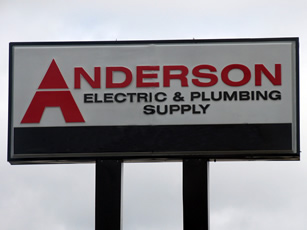 ANDERSON
ELECTRIC & PLUMBING
SUPPLY